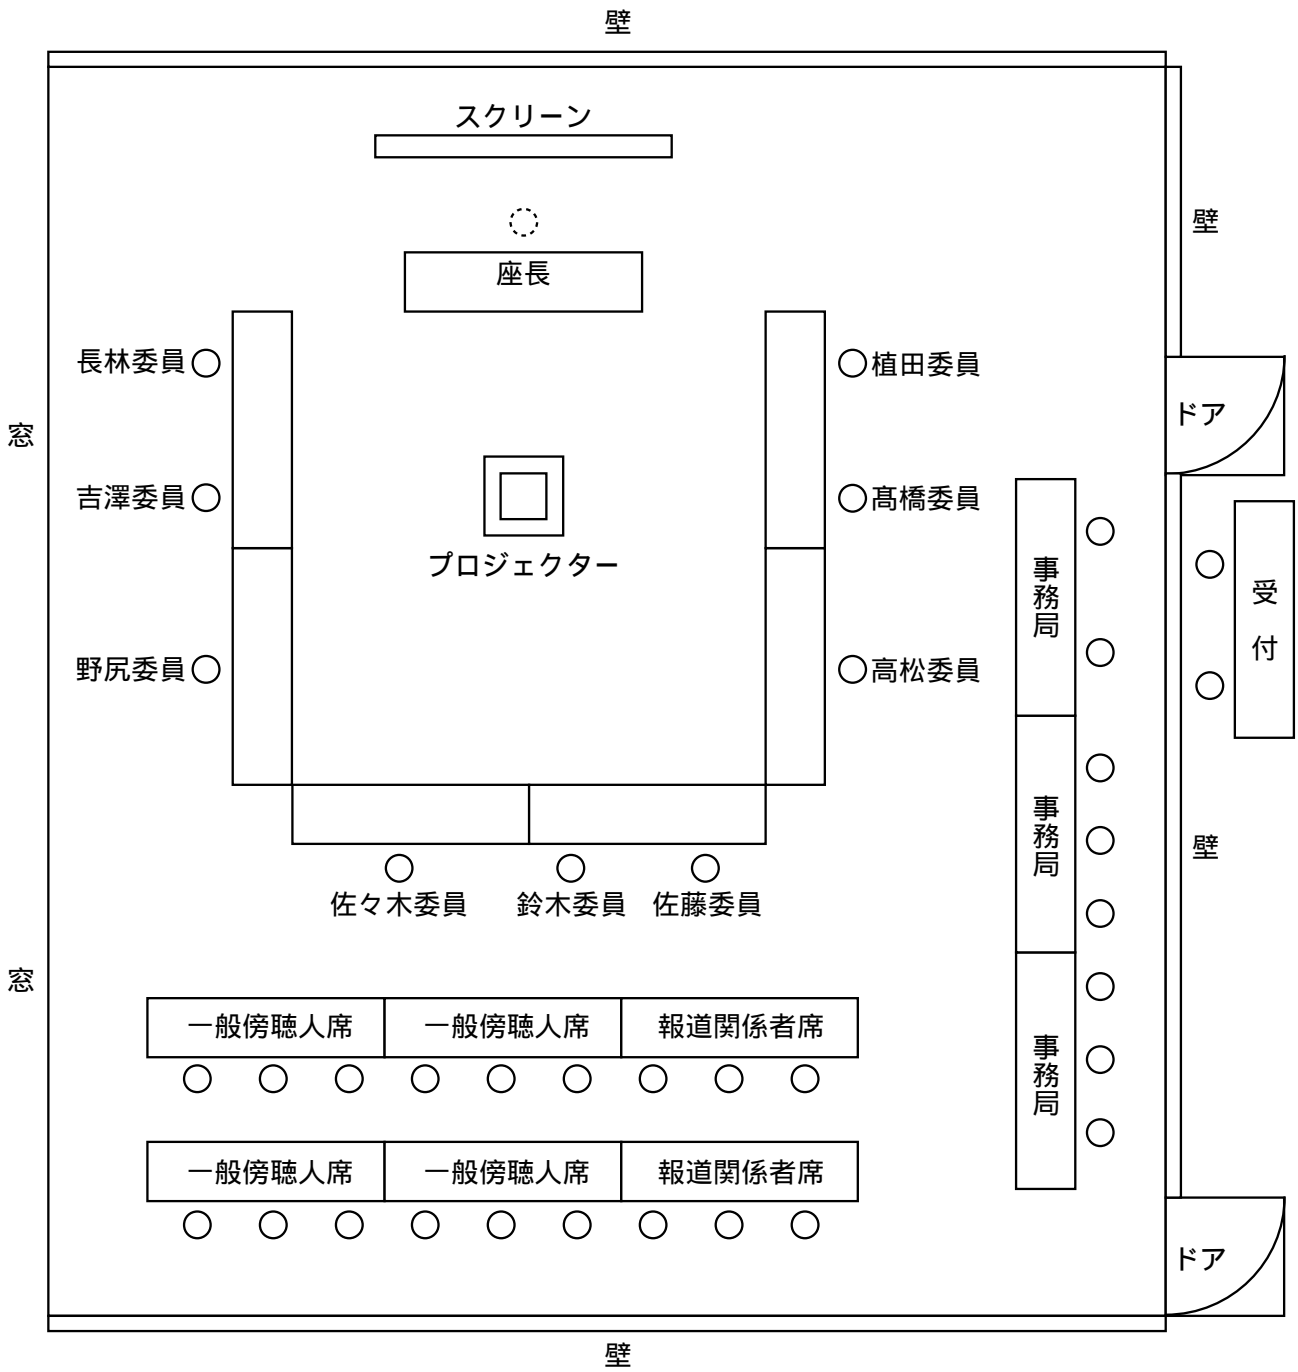 壁
スクリーン
壁
座長
長林委員
植田委員
ドア
窓
吉澤委員
髙橋委員
プロジェクター
事務局
受付
野尻委員
高松委員
事務局
壁
佐々木委員
鈴木委員
佐藤委員
窓
一般傍聴人席
一般傍聴人席
報道関係者席
事務局
一般傍聴人席
一般傍聴人席
報道関係者席
ドア
壁